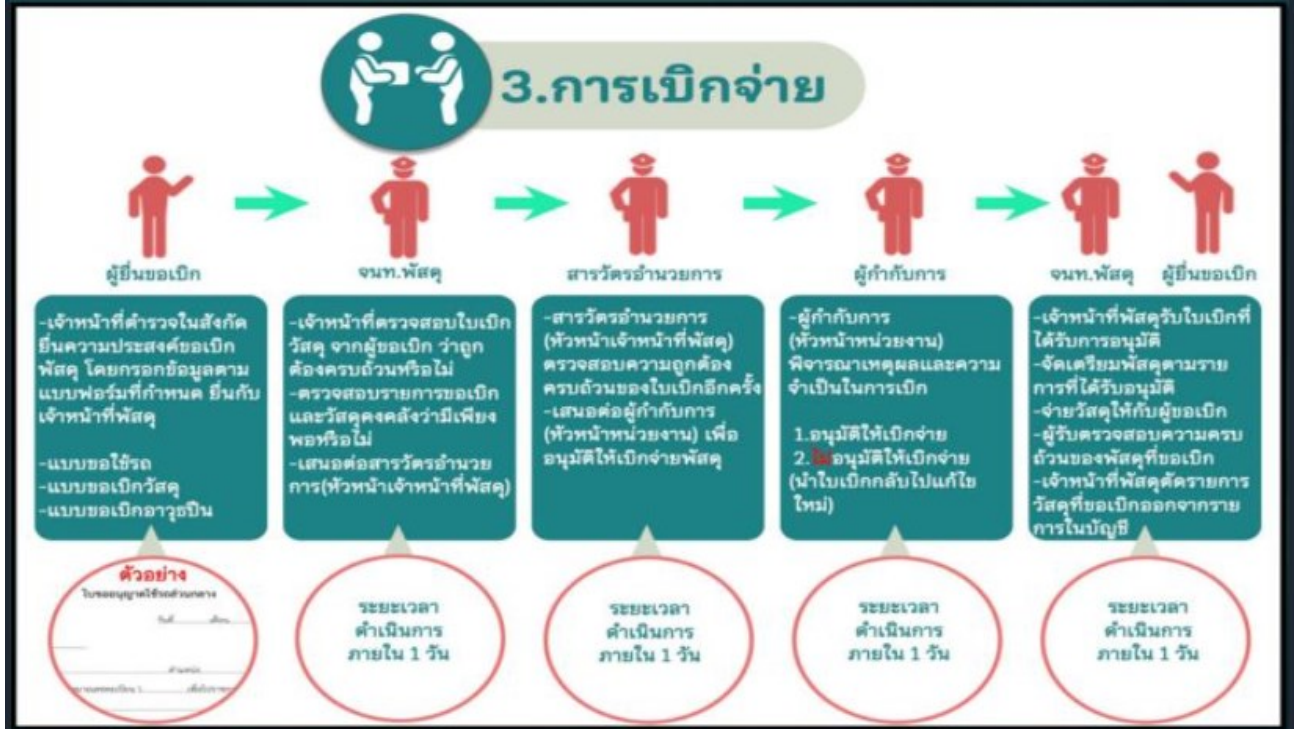 3.การเบิกจ่าย
ผู้ยื่นขอเบิก
จนท.พัสดุ
สารวัตรอำนวยการ
ผู้กำกับการ
จนท.พัสดุ
ผู้ยื่นขอเบิก
-เจ้าหน้าที่ตำรวจในสังกัด
ยื่นความประสงค์ขอเบิก
พัสดุ โดยกรอกข้อมูลตาม
แบบฟอร์มที่กำหนด ยื่นกับ
เจ้าหน้าที่พัสดุ
-แบบขอใช้รถ
-แบบขอเบิกวัสดุ
-แบบขอเบิกอาวุธปืน
-เจ้าหน้าที่ตรวจสอบใบเบิก
วัสดุ จากผู้ขอเบิก ว่าถูก
ต้องครบถ้วนหรือไม่
-ตรวจสอบรายการขอเบิก
และวัสดุคงคลังว่ามีเพียง
พอหรือไม่
-เสนอต่อสารวัตรอำนวย
การ(หัวหน้าเจ้าหน้าที่พัสดุ)
-สารวัตรอำนวยการ
(หัวหน้าเจ้าหน้าที่พัสดุ)
ตรวจสอบความถูกต้อง
ครบถ้วนของใบเบิกอีกครั้ง
-เสนอต่อผู้กำกับการ
(หัวหน้าหน่วยงาน) เพื่อ
อนุมัติให้เบิกจ่ายพัสดุ
-ผู้กำกับการ
(หัวหน้าหน่วยงาน)
พิจารณาเหตุผลและความ
จำเป็นในการเบิก
1.อนุมัติให้เบิกจ่าย
2.ไม่อนุมัติให้เบิกจ่าย
(นำใบเบิกกลับไปแก้ไข
ใหม่)
-เจ้าหน้าที่พัสดุรับใบเบิกที่
ได้รับการอนุมัติ
-จัดเตรียมพัสดุตามราย
การที่ได้รับอนุมัติ
-จ่ายวัสดุให้กับผู้ขอเบิก
-ผู้รับตรวจสอบความครบ
ถ้วนของพัสดุที่ขอเบิก
-เจ้าหน้าที่พัสดุตัดรายการ
วัสดุที่ขอเบิกออกจากราย
การในบัญชี
ตัวอย่าง
ใบขออนุญาตใช้รถส่วนกลาง
วันที่ เดือน
ตำแหน่ง
ระยะเวลา
ดำเนินการ
ภายใน 1 วัน
ระยะเวลา
ดำเนินการ
ภายใน 1 วัน
ระยะเวลา
ดำเนินการ
ภายใน 1 วัน
ระยะเวลา
ดำเนินการ
ภายใน 1 วัน